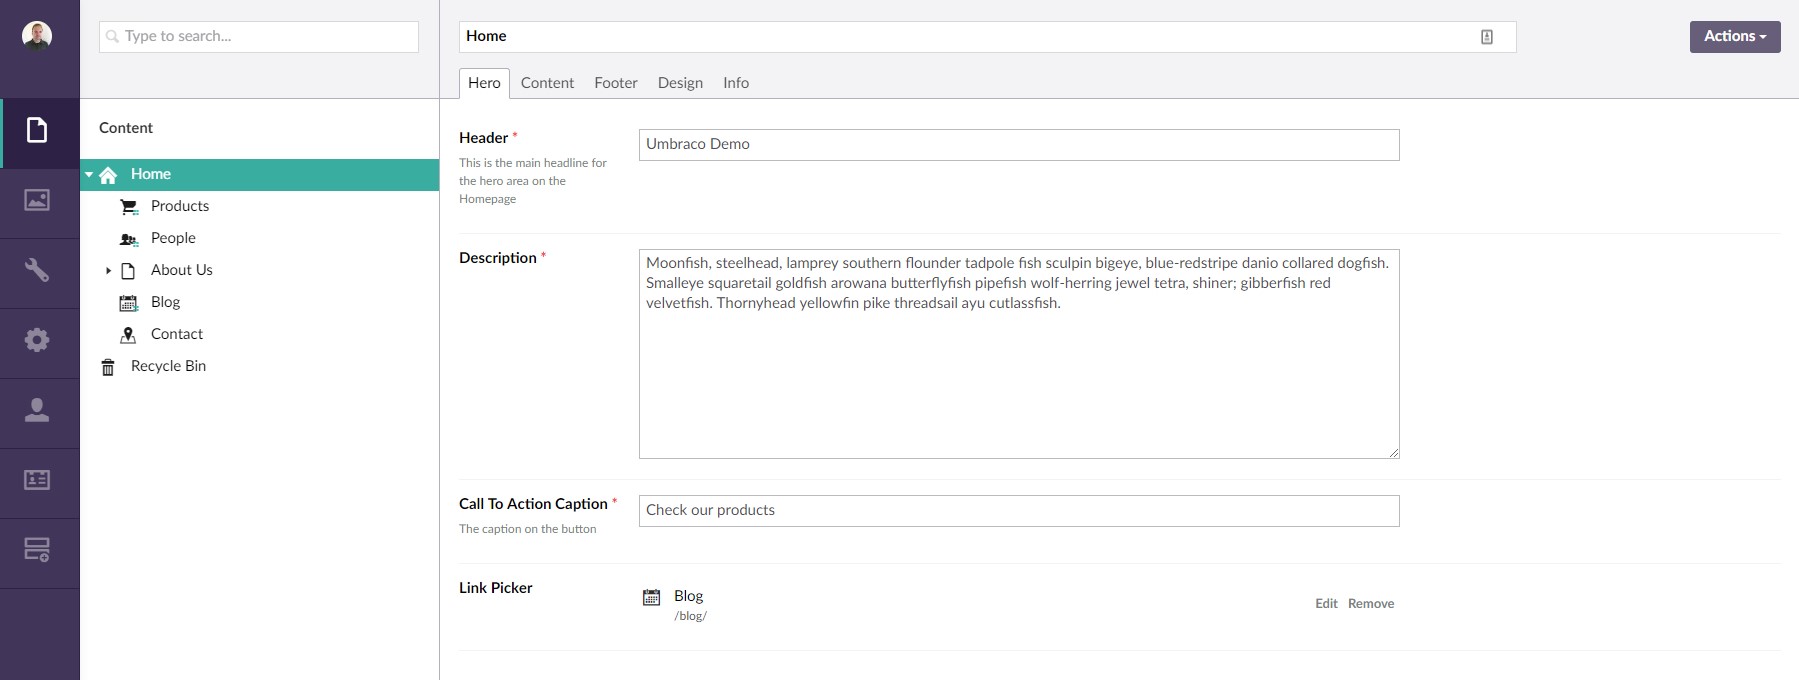 Type to search...
Home
Actions
Hero Content Footer Design Info
Content
Home
Products
People
About Us
Blog
Contact
Recycle Bin
Header *
This is the main headline for
the hero area on the
Homepage
Umbraco Demo
Description *
Moonfish, steelhead, lamprey southern flounder tadpole fish sculpin bigeye, blue-redstripe danio collared dogfish.
Smalleye squaretail goldfish arowana butterflyfish pipefish wolf-herring jewel tetra, shiner; gibberfish red
velvetfish. Thornyhead yellowfin pike threadsail ayu cutlassfish.
Call To Action Caption *
The caption on the button
Check our products
Link Picker
Blog
/blog/
Edit Remove